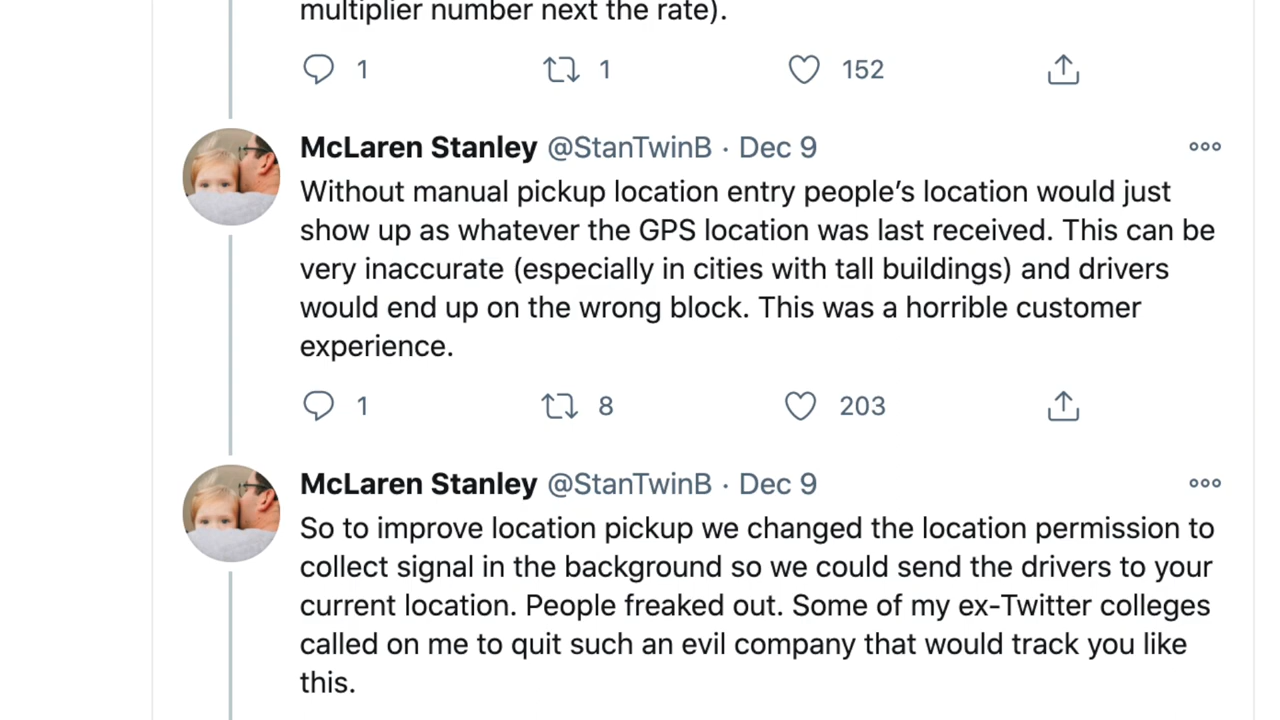 multiplier number next the rate).
1 1 152
McLaren Stanley @StanTwinB · Dec 9
Without manual pickup location entry people’s location would just
show up as whatever the GPS location was last received. This can be
very inaccurate (especially in cities with tall buildings) and drivers
would end up on the wrong block. This was a horrible customer
experience.
1 8 203
McLaren Stanley @StanTwinB · Dec 9
So to improve location pickup we changed the location permission to
collect signal in the background so we could send the drivers to your
current location. People freaked out. Some of my ex-Twitter colleges
called on me to quit such an evil company that would track you like
this.